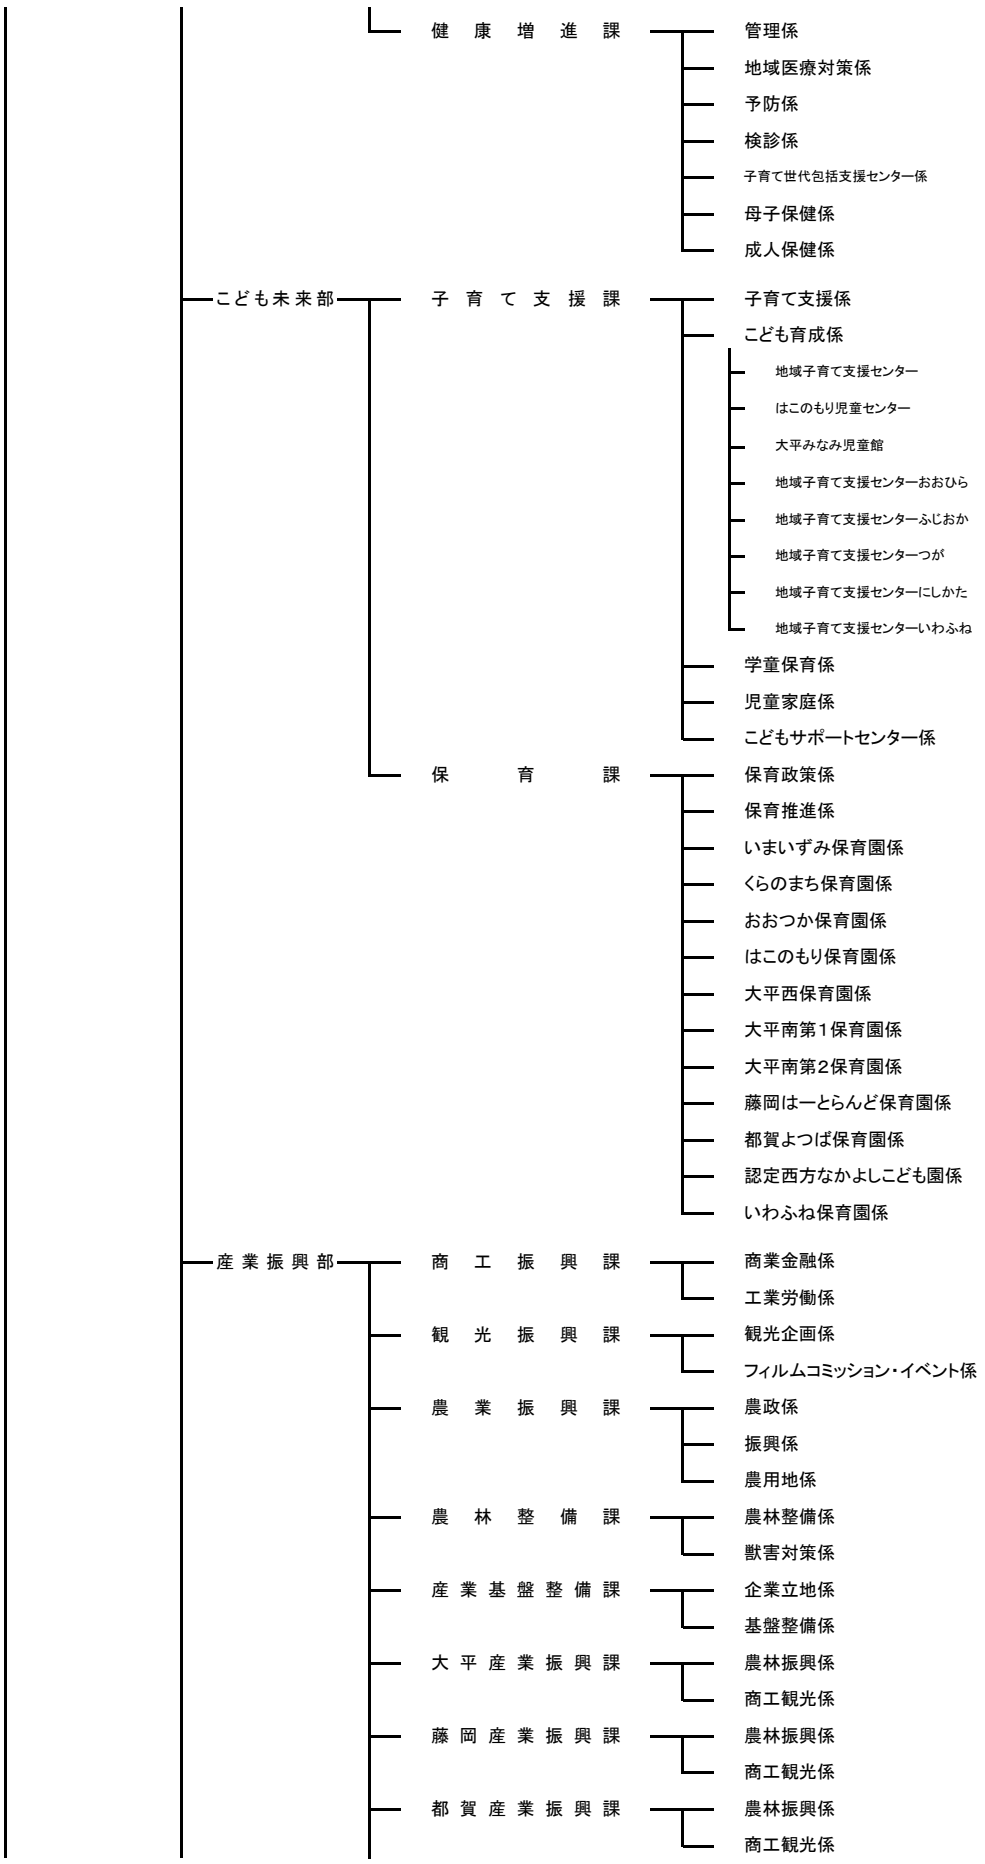 健康増進課 管理係
地域医療対策係
予防係
検診係
子育て世代包括支援センター係
母子保健係
成人保健係
こども未来部 子育て支援課 子育て支援係
こども育成係
地域子育て支援センター
はこのもり児童センター
大平みなみ児童館
地域子育て支援センターおおひら
地域子育て支援センターふじおか
地域子育て支援センターつが
地域子育て支援センターにしかた
地域子育て支援センターいわふね
学童保育係
児童家庭係
こどもサポートセンター係
保育課 保育政策係
保育推進係
いまいずみ保育園係
くらのまち保育園係
おおつか保育園係
はこのもり保育園係
大平西保育園係
大平南第1保育園係
大平南第2保育園係
藤岡はーとらんど保育園係
都賀よつば保育園係
認定西方なかよしこども園係
いわふね保育園係
産業振興部 商工振興課 商業金融係
工業労働係
観光振興課 観光企画係
フィルムコミッション・イベント係
農業振興課 農政係
振興係
農用地係
農林整備課 農林整備係
獣害対策係
産業基盤整備課 企業立地係
基盤整備係
大平産業振興課 農林振興係
商工観光係
藤岡産業振興課 農林振興係
商工観光係
都賀産業振興課 農林振興係
商工観光係